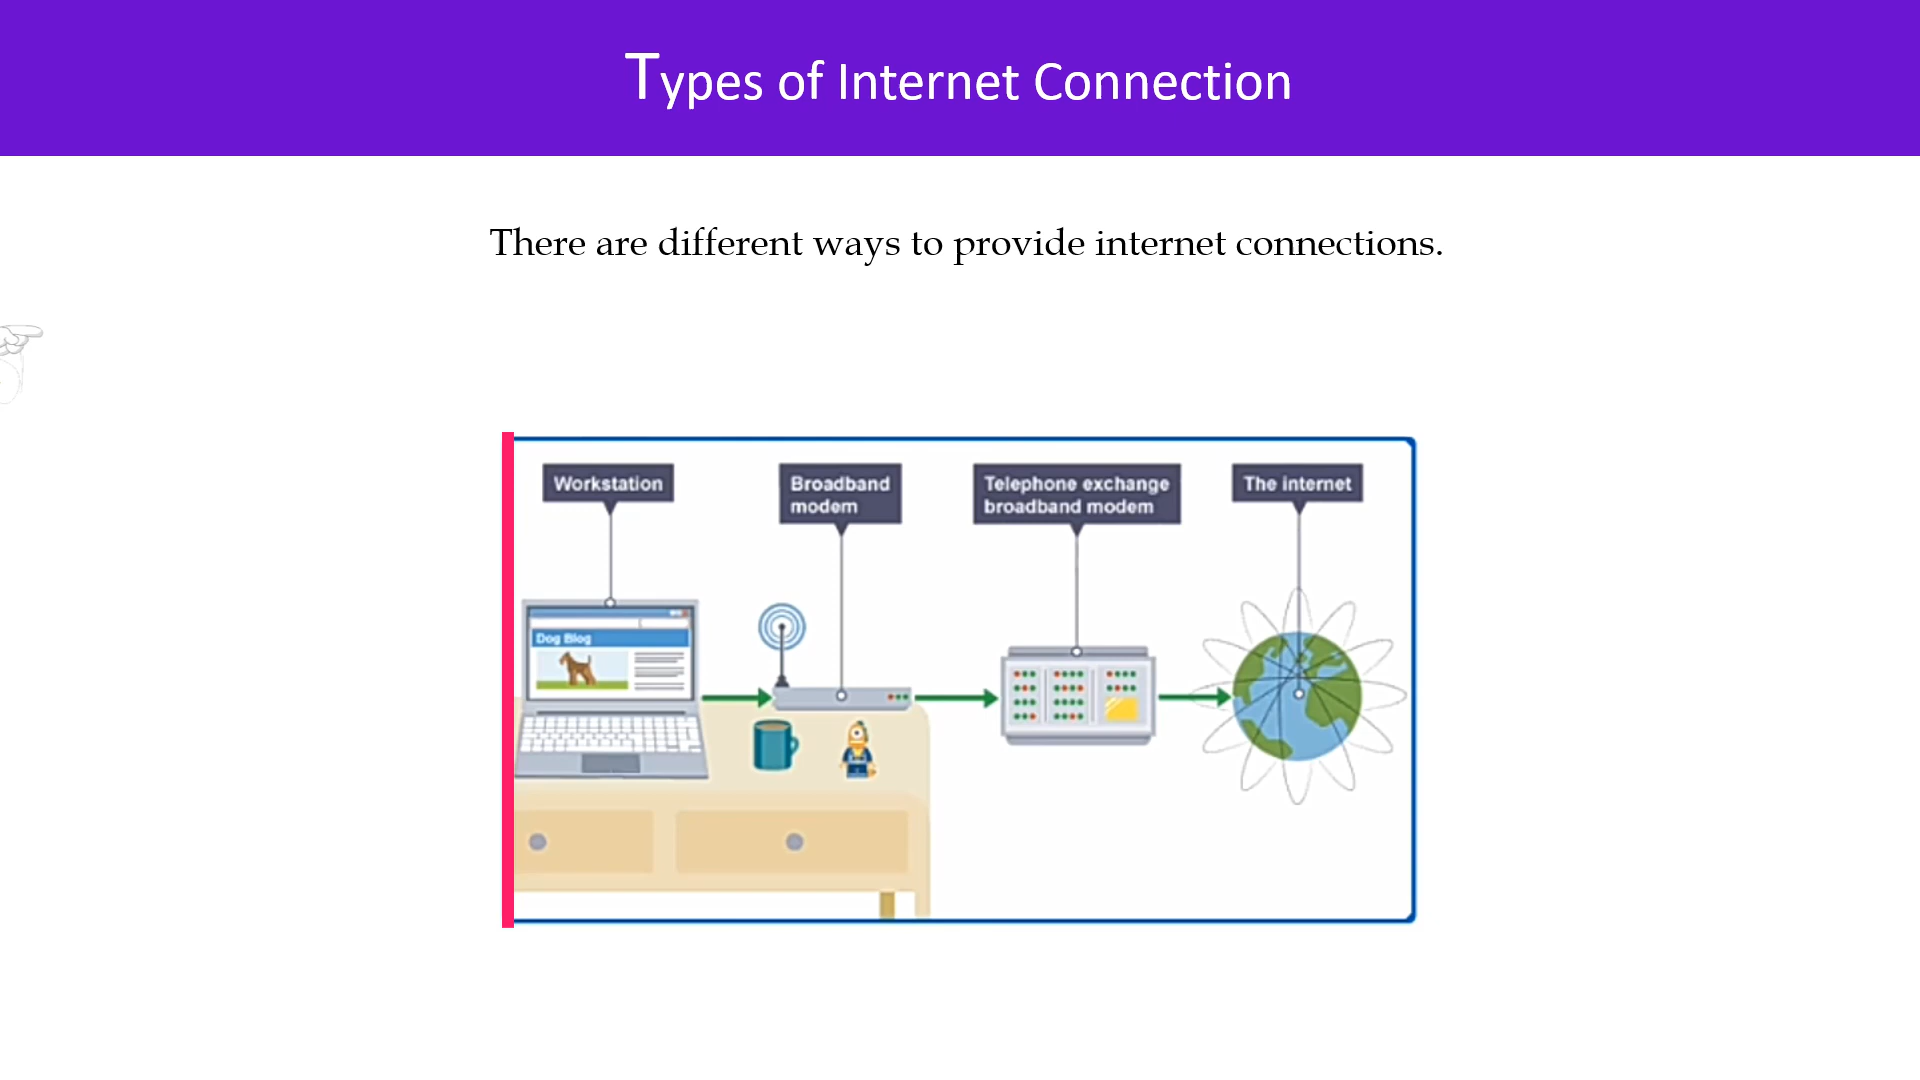 Types of Internet Connection
There are different ways to provide internet connections.
Workstation
Broadband
modem
Telephone exchange
broadband modem
The internet
Dog Blog